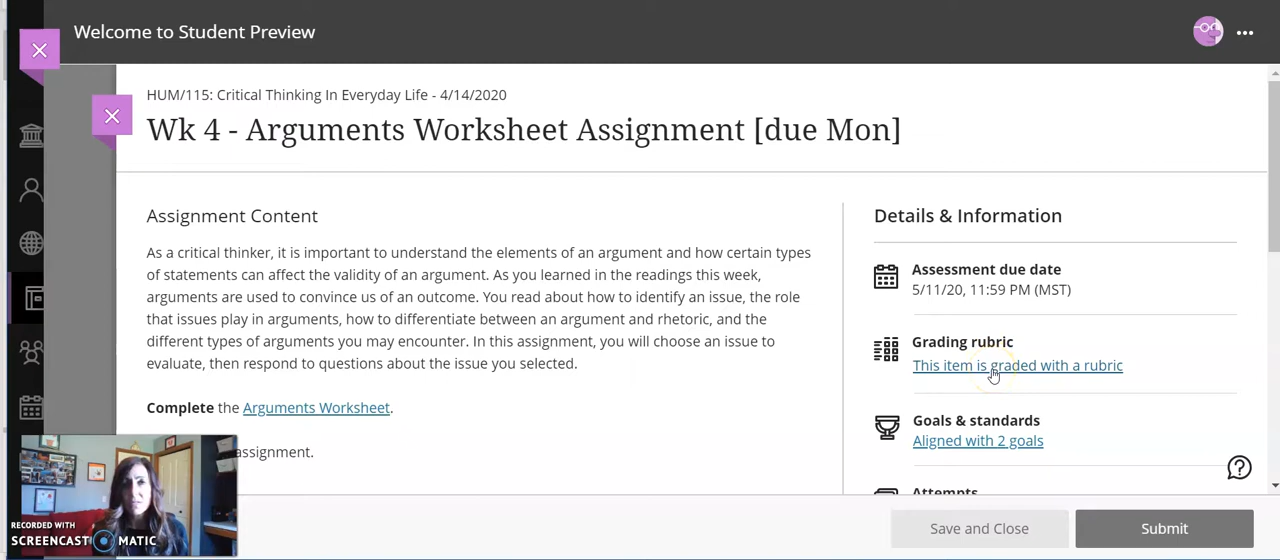 Welcome to Student Preview
HUM/115: Critical Thinking In Everyday Life - 4/14/2020
Wk 4 - Arguments Worksheet Assignment [due Mon]
Assignment Content
As a critical thinker, it is important to understand the elements of an argument and how certain types
of statements can affect the validity of an argument. As you learned in the readings this week,
arguments are used to convince us of an outcome. You read about how to identify an issue, the role
that issues play in arguments, how to differentiate between an argument and rhetoric, and the
different types of arguments you may encounter. In this assignment, you will choose an issue to
evaluate, then respond to questions about the issue you selected.
Complete the Arguments Worksheet.
assignment.
Details & Information
Assessment due date
5/11/20, 11:59 PM (MST)
Grading rubric
This item is graded with a rubric
Goals & standards
Aligned with 2 goals
Attempts
Save and Close
Submit
RECORDED WITH
SCREENCAST MATIC